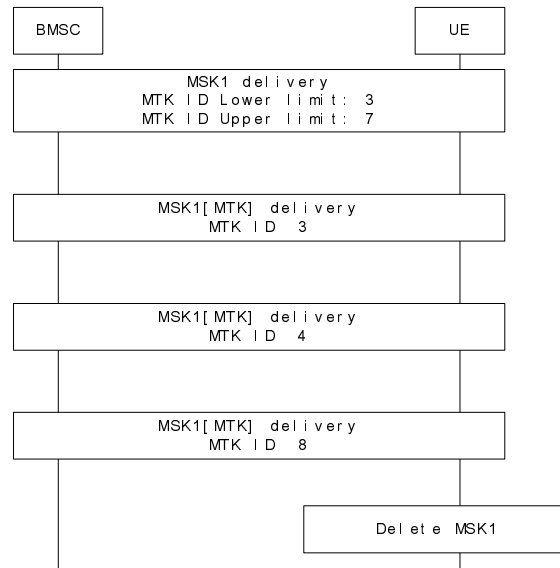 BMSC
UE
MSK1 delivery
MTK ID Lower limit: 3
MTK ID Upper limit: 7
MSK1[MTK] delivery
MTK ID 3
MSK1[MTK] delivery
MTK ID 4
MSK1[MTK] delivery
MTK ID 8
Delete MSK1